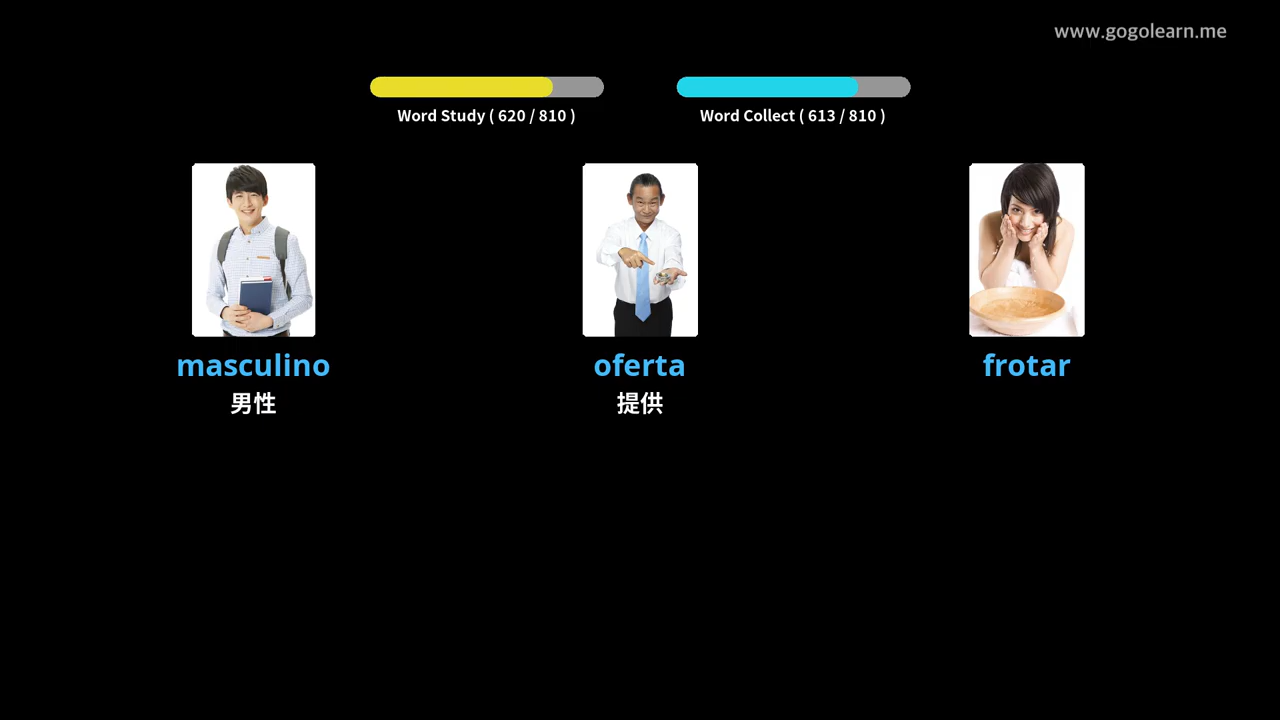 www.gogolearn.me
Word Study ( 620 / 810 )
Word Collect ( 613 / 810 )
masculino
男性
oferta
提供
frotar